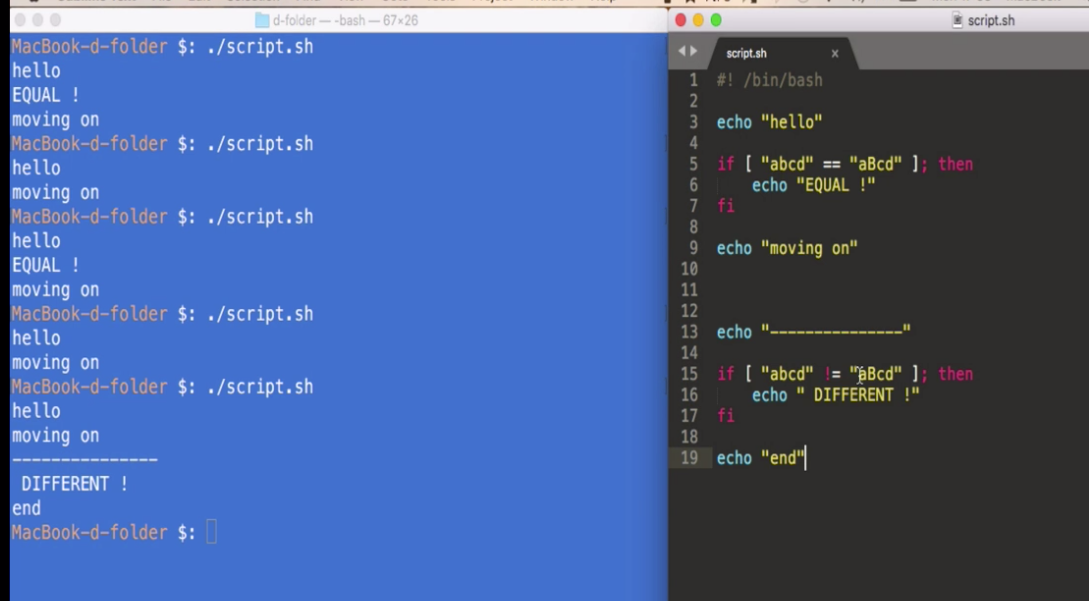 d-folder — -bash — 67×26
MacBook-d-folder $: ./script.sh
hello
EQUAL !
moving on
MacBook-d-folder $: ./script.sh
hello
moving on
MacBook-d-folder $: ./script.sh
hello
EQUAL !
moving on
MacBook-d-folder $: ./script.sh
hello
moving on
MacBook-d-folder $: ./script.sh
hello
moving on
---------------
 DIFFERENT !
end
MacBook-d-folder $:
script.sh
script.sh x
1 #! /bin/bash
2
3 echo "hello"
4
5 if [ "abcd" == "aBcd" ]; then
6     echo "EQUAL !"
7 fi
8
9 echo "moving on"
10
11
12
13 echo "---------------"
14
15 if [ "abcd" != "aBcd" ]; then
16     echo " DIFFERENT !"
17 fi
18
19 echo "end"